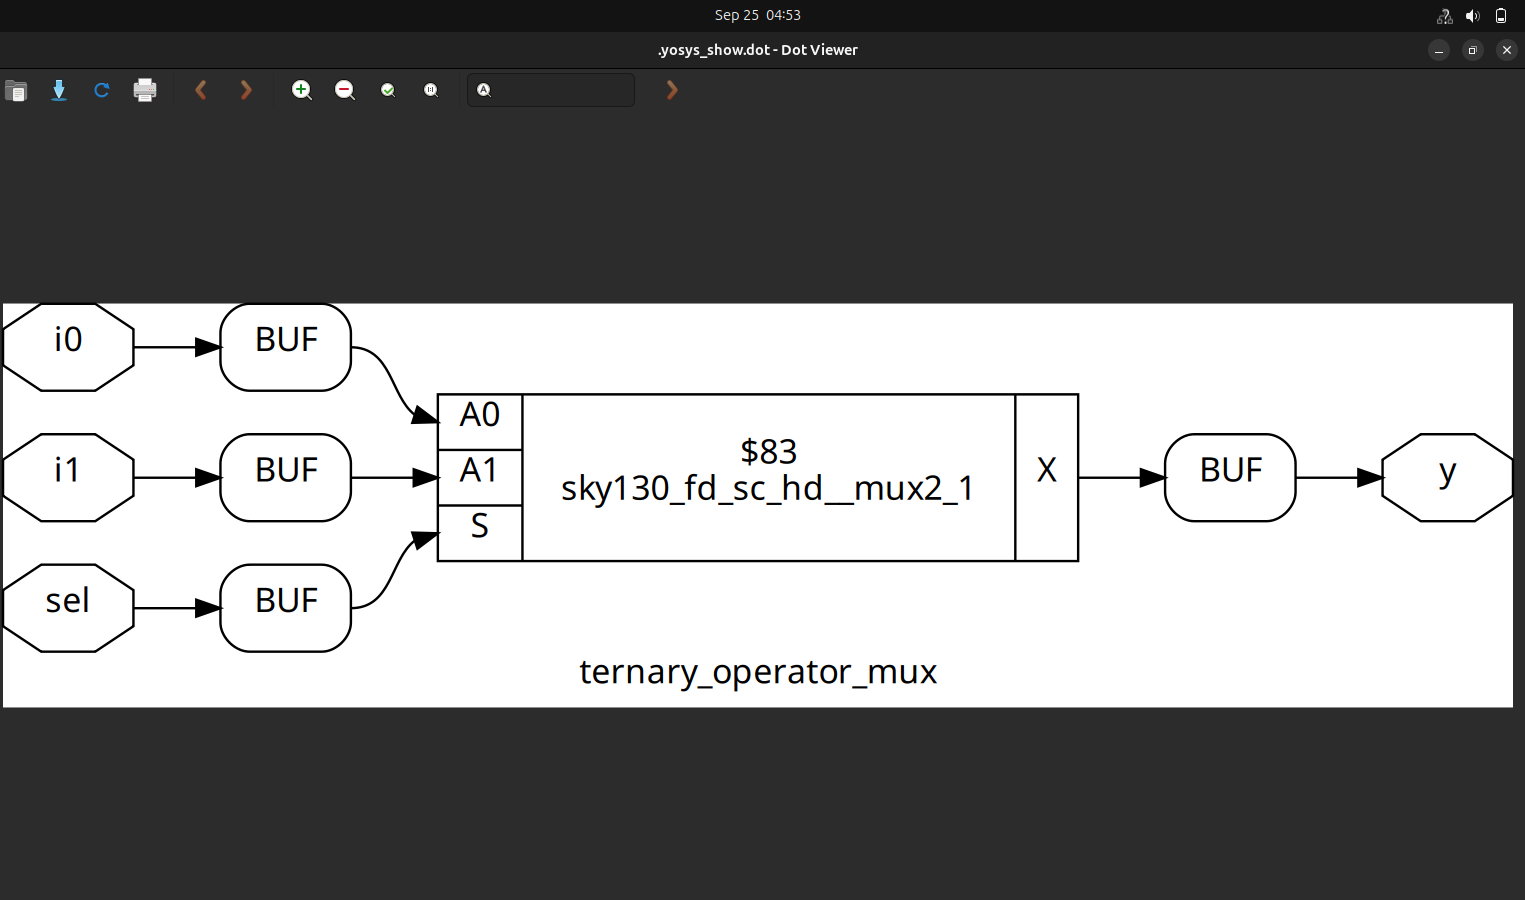 Sep 25 04:53
.yosys_show.dot - Dot Viewer
i0
BUF
A0
$83
i1
BUF
A1
sky130_fd_sc_hd__mux2_1
X
BUF
y
S
sel
BUF
ternary_operator_mux